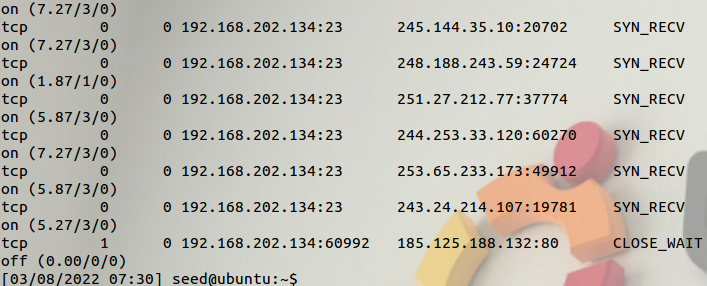 on (7.27/3/0)
tcp        0      0 192.168.202.134:23      245.144.35.10:20702     SYN_RECV
on (7.27/3/0)
tcp        0      0 192.168.202.134:23      248.188.243.59:24724    SYN_RECV
on (1.87/1/0)
tcp        0      0 192.168.202.134:23      251.27.212.77:37774     SYN_RECV
on (5.87/3/0)
tcp        0      0 192.168.202.134:23      244.253.33.120:60270    SYN_RECV
on (7.27/3/0)
tcp        0      0 192.168.202.134:23      253.65.233.173:49912    SYN_RECV
on (5.87/3/0)
tcp        0      0 192.168.202.134:23      243.24.214.107:19781    SYN_RECV
on (5.27/3/0)
tcp        1      0 192.168.202.134:60992   185.125.188.132:80      CLOSE_WAIT
off (0.00/0/0)
[03/08/2022 07:30] seed@ubuntu:~$